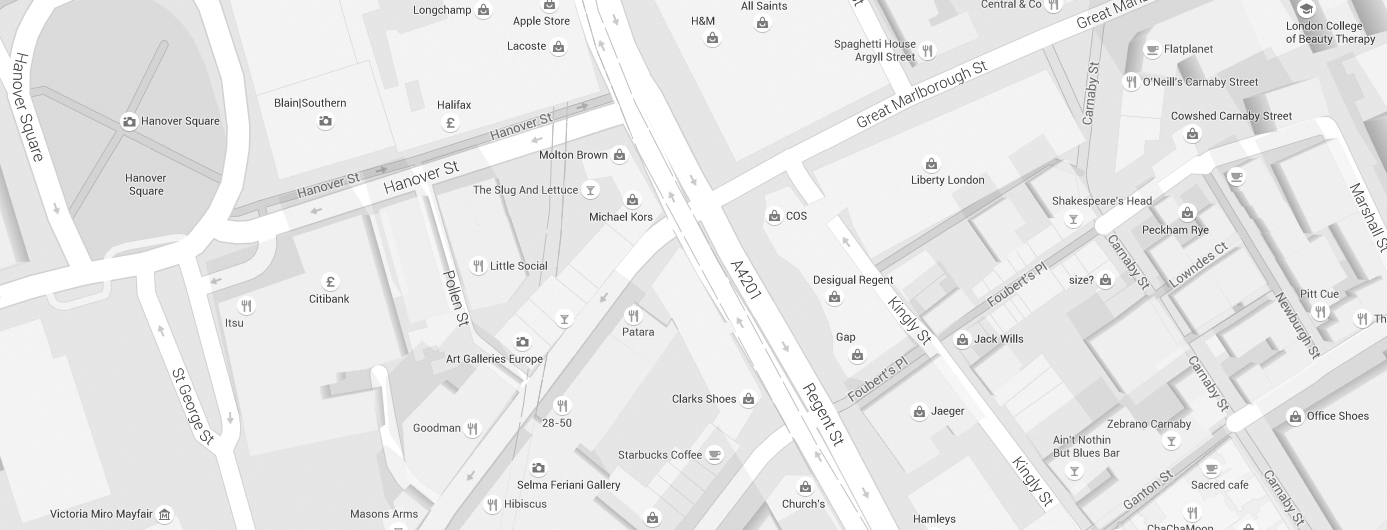 Longchamp
Apple Store
Lacoste
H&M
All Saints
Central & Co
St
Great Marl
London College
of Beauty Therapy
Spaghetti House
Argyll Street
Flatplanet
O'Neill's Carnaby Street
Great Marlborough St
Carnaby St
Cowshed Carnaby Street
Hanover Square
Hanover Square
Hanover
Square
Blain|Southern
Halifax
£
Hanover St
Hanover St
Hanover St
Molton Brown
The Slug And Lettuce
Michael Kors
Liberty London
COS
Shakespeare's Head
Peckham Rye
Marshall St
Lowndes Ct
Carnaby St
size?
Foubert's Pl
Desigual Regent
Kingly St
Gap
Jack Wills
Foubert's Pl
A4201
Little Social
Pollen St
£
Citibank
Itsu
Patara
Art Galleries Europe
Pitt Cue
Th
Newburgh St
Carnaby St
St George St
Clarks Shoes
Regent St
Jaeger
28-50
Goodman
Office Shoes
Zebrano Carnaby
Ain't Nothin
But Blues Bar
Starbucks Coffee
Selma Feriani Gallery
Hibiscus
Church's
Kingly St
Ganton St
Sacred cafe
Carnaby St
Victoria Miro Mayfair
Masons Arms
Hamleys
ChaChaMoon